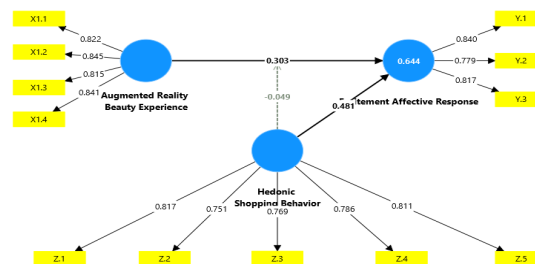 X1.1
0.822
X1.2
0.845
X1.3
0.815
X1.4
0.841
Augmented Reality
Beauty Experience
0.303
-0.049
0.481
0.644
Affective Response
Y.1
0.840
Y.2
0.779
Y.3
0.817
Hedonic
Shopping Behavior
0.817
0.751
0.769
0.786
0.811
Z.1
Z.2
Z.3
Z.4
Z.5